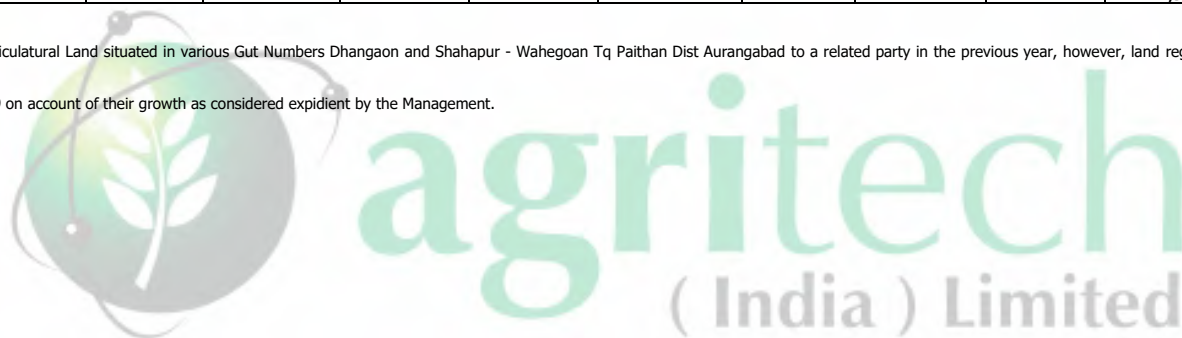 iculatural Land situated in various Gut Numbers Dhangaon and Shahapur - Wahegoan Tq Paithan Dist Aurangabad to a related party in the previous year, however, land reg
on account of their growth as considered expidient by the Management.
agritech
( India ) Limited